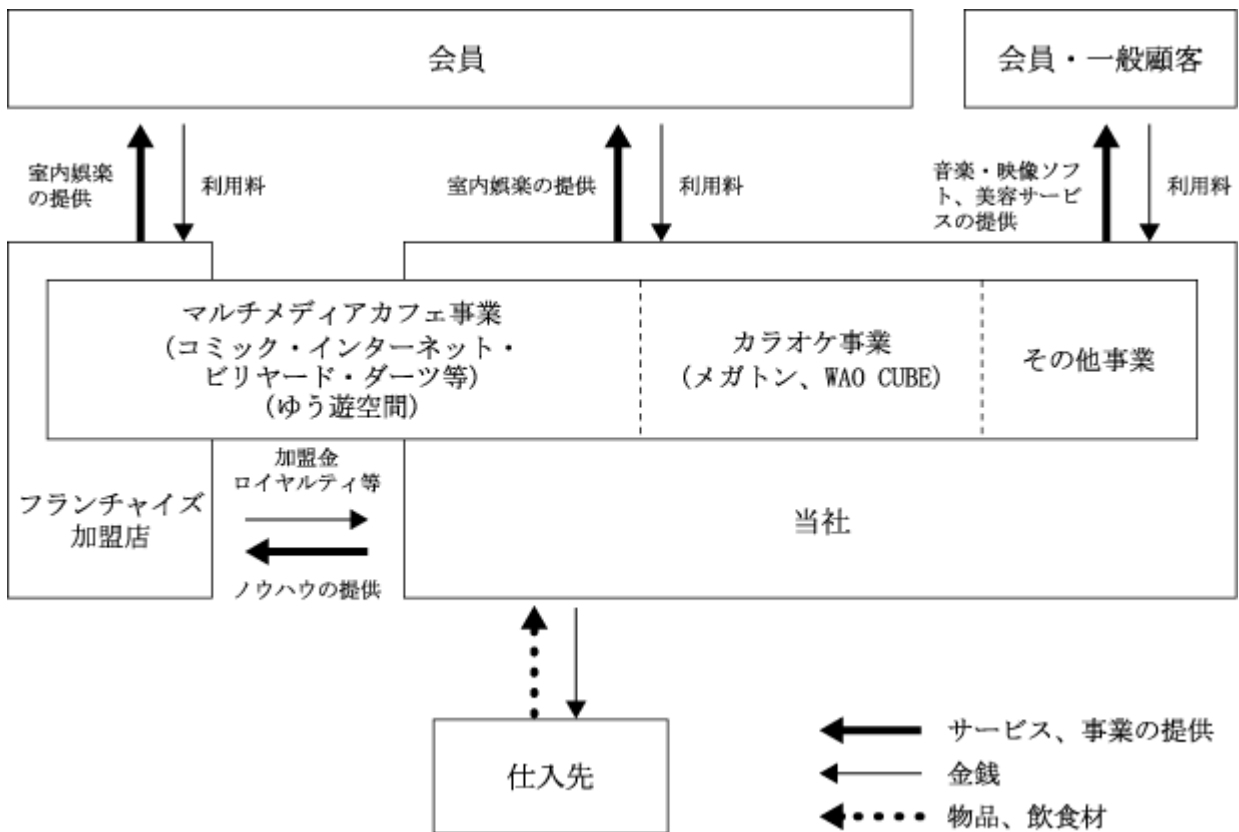 会員
会員・一般顧客
室内娯楽
の提供
利用料
室内娯楽の提供
利用料
音楽・映像ソフ
ト、美容サービ
スの提供
利用料
マルチメディアカフェ事業
(コミック・インターネット・
ビリヤード・ダーツ等)
(ゆう遊空間)
カラオケ事業
(メガトン、WAO CUBE)
その他事業
加盟金
ロイヤルティ等
フランチャイズ
加盟店
ノウハウの提供
当社
仕入先
サービス、事業の提供
金銭
物品、飲食材